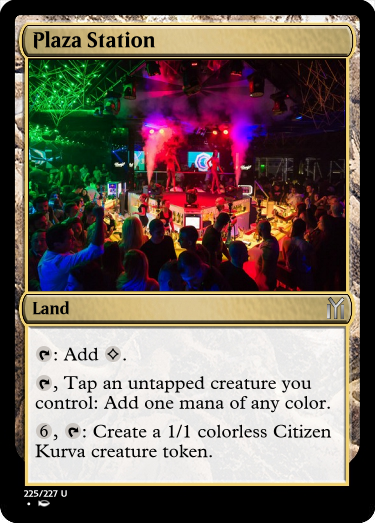 Plaza Station
Land
: Add .
, Tap an untapped creature you
control: Add one mana of any color.
6, : Create a 1/1 colorless Citizen
Kurva creature token.
225/227 U